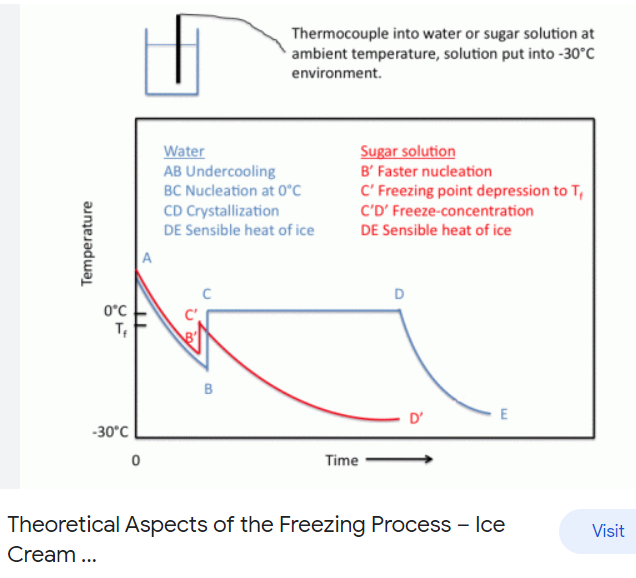 Thermocouple into water or sugar solution at
ambient temperature, solution put into -30°C
environment.
Water
AB Undercooling
BC Nucleation at 0°C
CD Crystallization
DE Sensible heat of ice
Sugar solution
B’ Faster nucleation
C’ Freezing point depression to Tf
C’D’ Freeze-concentration
DE Sensible heat of ice
Temperature
A
C
D
0°C
C’
Tf
B’
B
D’
E
-30°C
0
Time
Theoretical Aspects of the Freezing Process – Ice
Cream ...
Visit